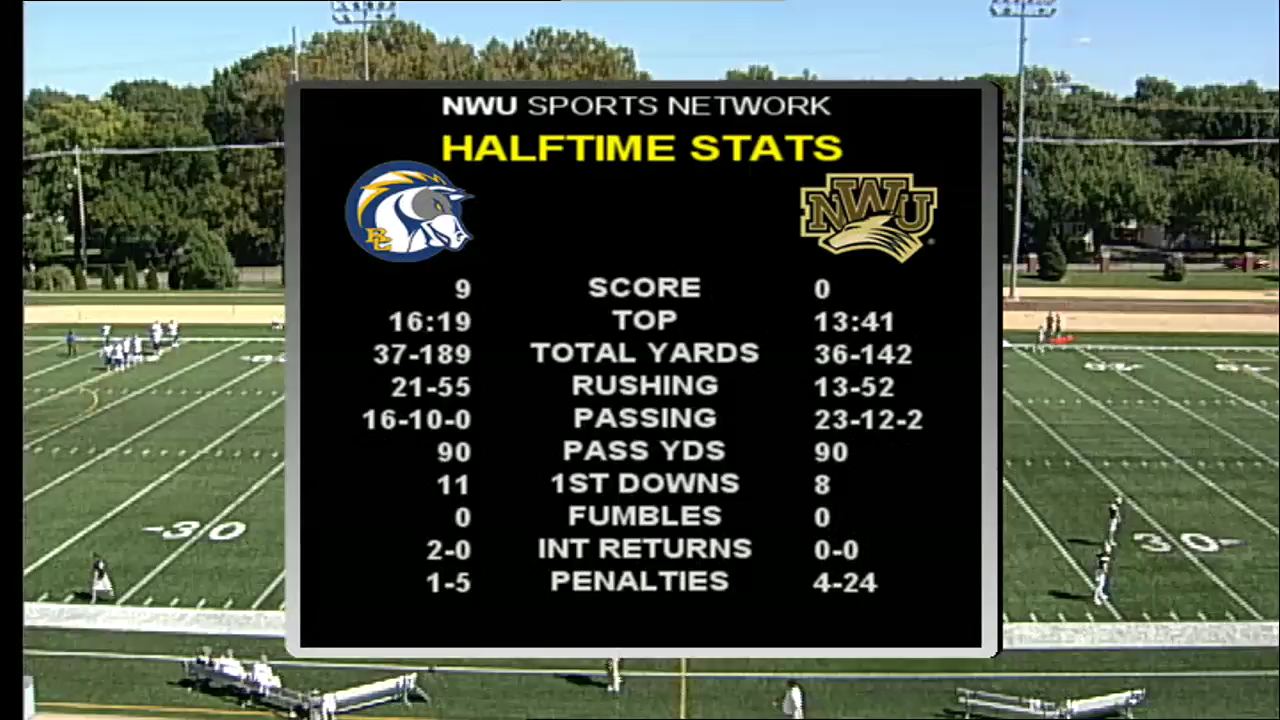 NWU SPORTS NETWORK
HALFTIME STATS
BC
NWU
9 SCORE 0
16:19 TOP 13:41
37-189 TOTAL YARDS 36-142
21-55 RUSHING 13-52
16-10-0 PASSING 23-12-2
90 PASS YDS 90
11 1ST DOWNS 8
0 FUMBLES 0
2-0 INT RETURNS 0-0
1-5 PENALTIES 4-24
30
30